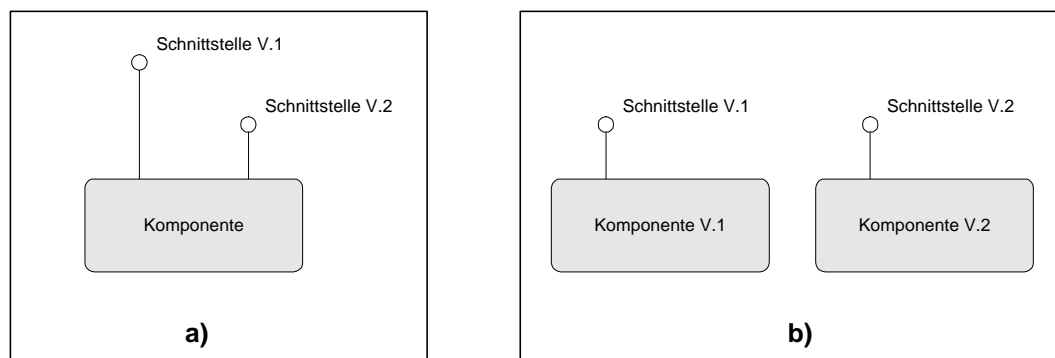 Schnittstelle V.1
Schnittstelle V.2
Komponente
a)
Schnittstelle V.1
Schnittstelle V.2
Komponente V.1
Komponente V.2
b)